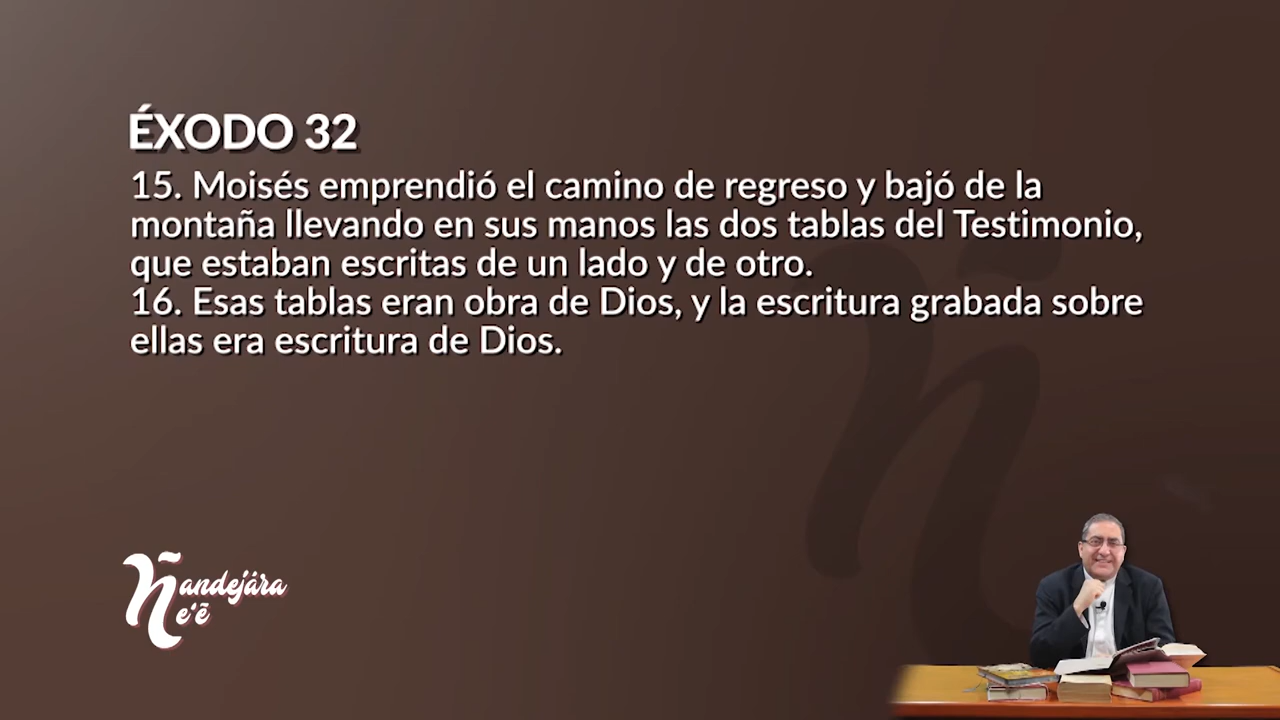 ÉXODO 32
15. Moisés emprendió el camino de regreso y bajó de la
montaña llevando en sus manos las dos tablas del Testimonio,
que estaban escritas de un lado y de otro.
16. Esas tablas eran obra de Dios, y la escritura grabada sobre
ellas era escritura de Dios.
Ñandejára
Ñe'ẽ